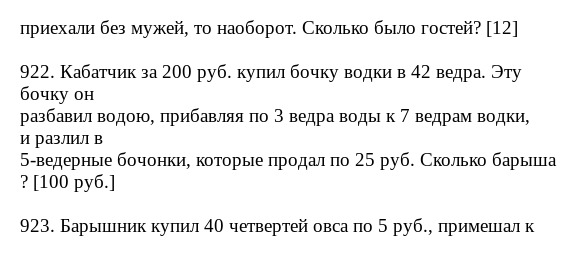 приехали без мужей, то наоборот. Сколько было гостей? [12]
922. Кабатчик за 200 руб. купил бочку водки в 42 ведра. Эту
бочку он
разбавил водою, прибавляя по 3 ведра воды к 7 ведрам водки,
и разлил в
5-ведерные бочонки, которые продал по 25 руб. Сколько барыша
? [100 руб.]
923. Барышник купил 40 четвертей овса по 5 руб., примешал к